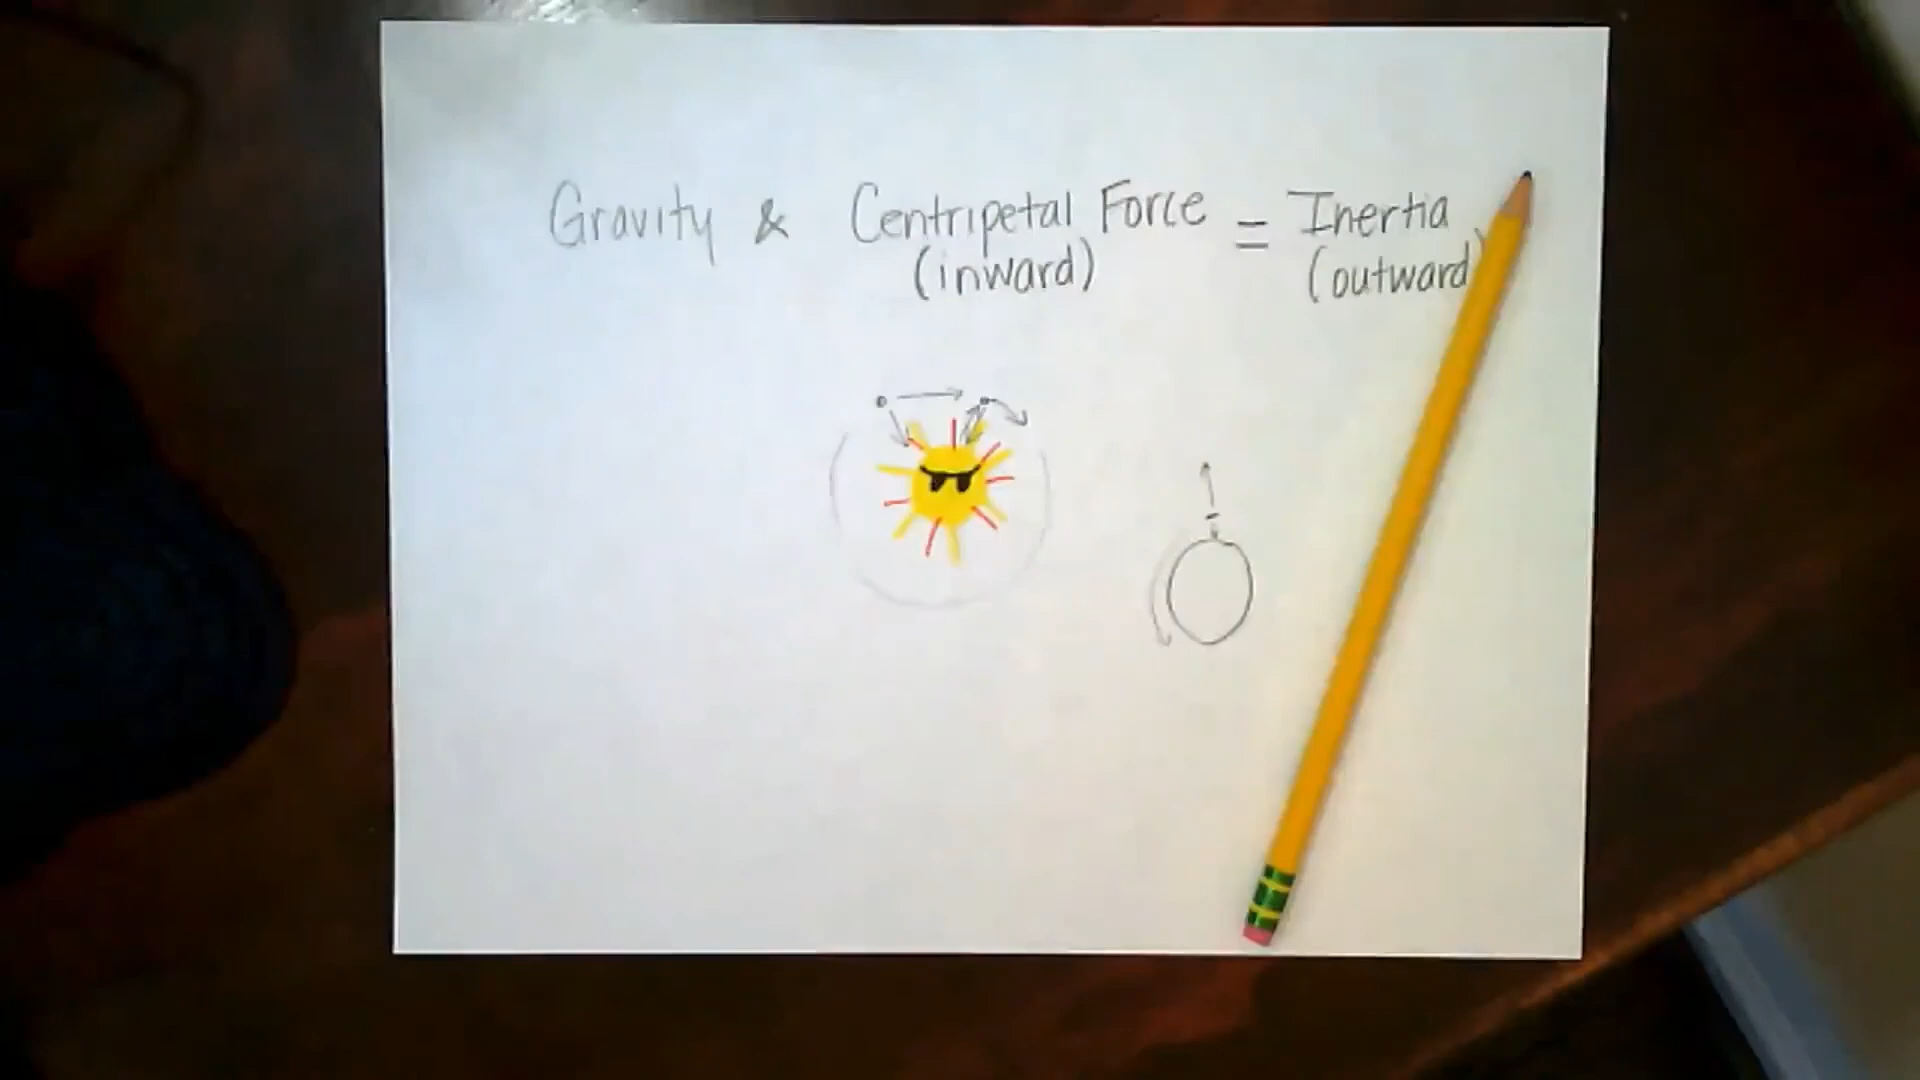 Gravity & Centripetal Force = Inertia
(inward) (outward)